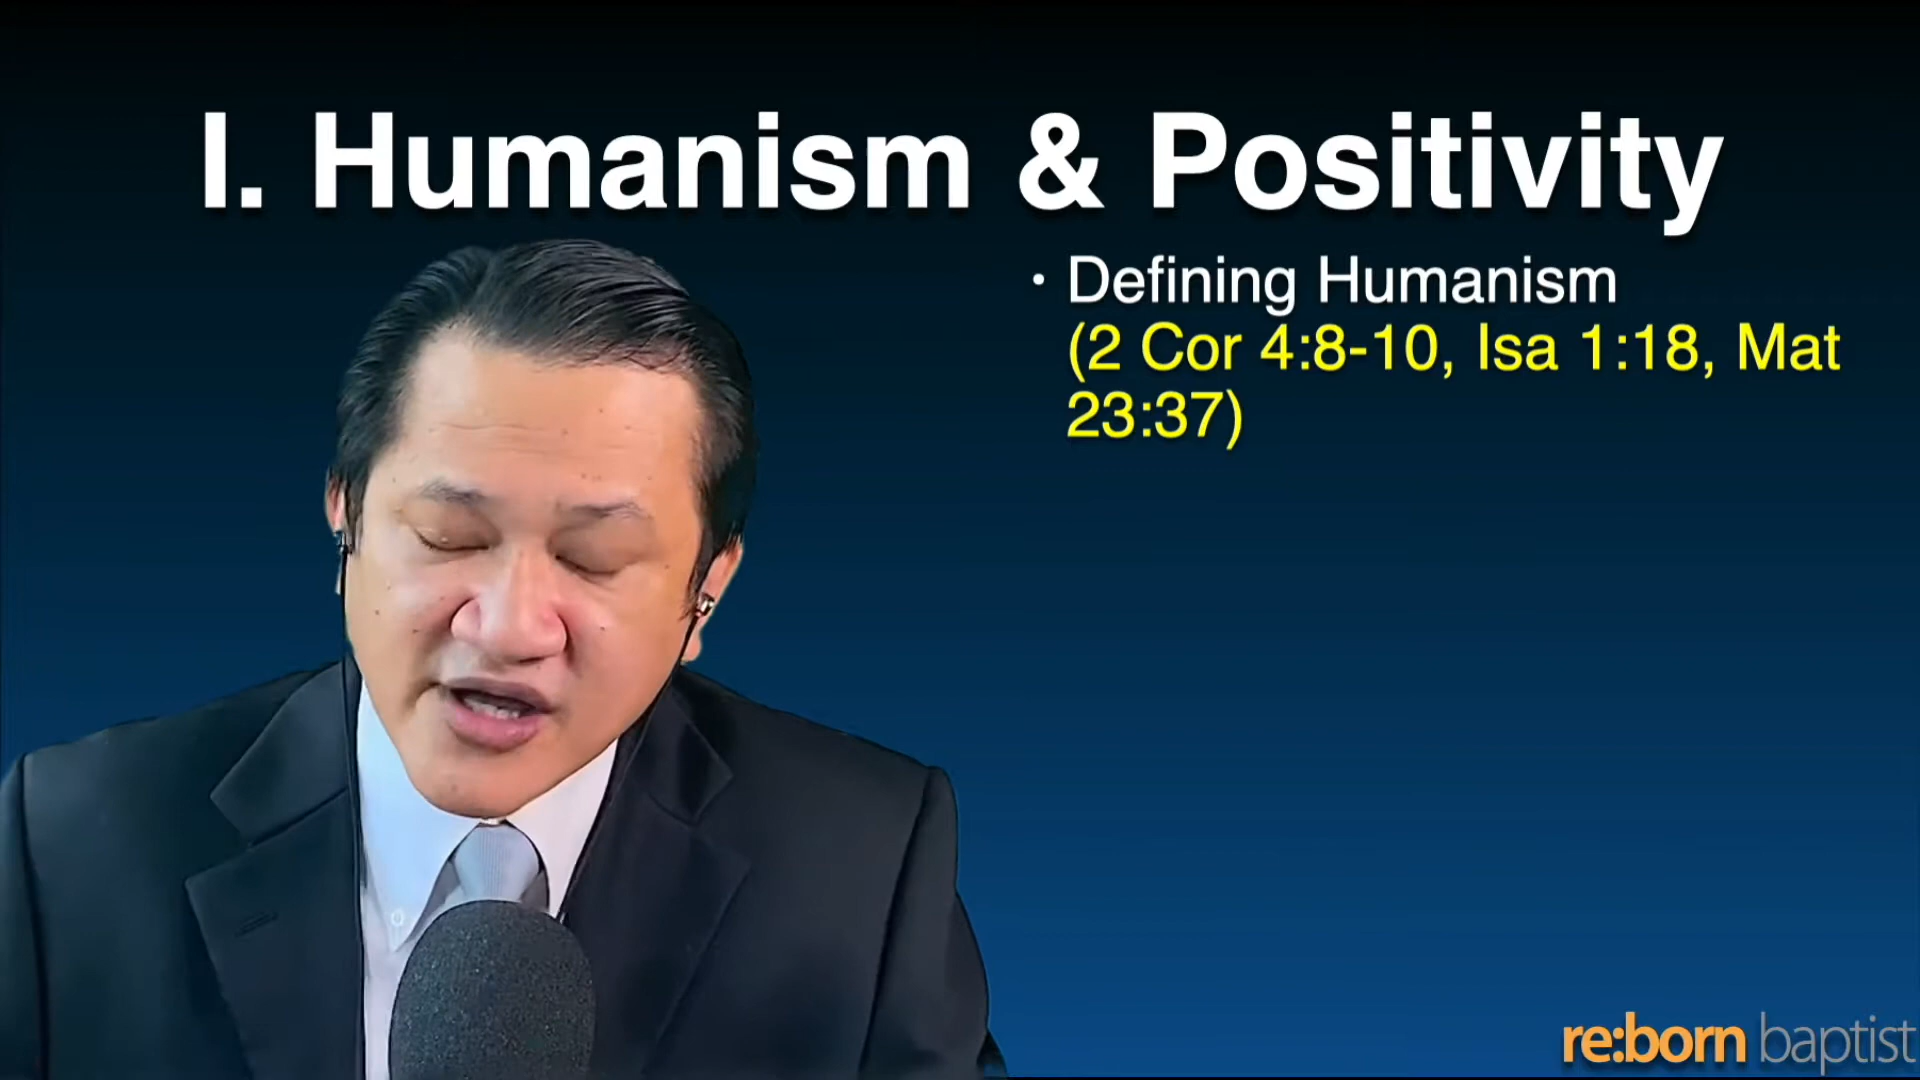 I. Humanism & Positivity
· Defining Humanism
(2 Cor 4:8-10, Isa 1:18, Mat
23:37)
re:born baptist